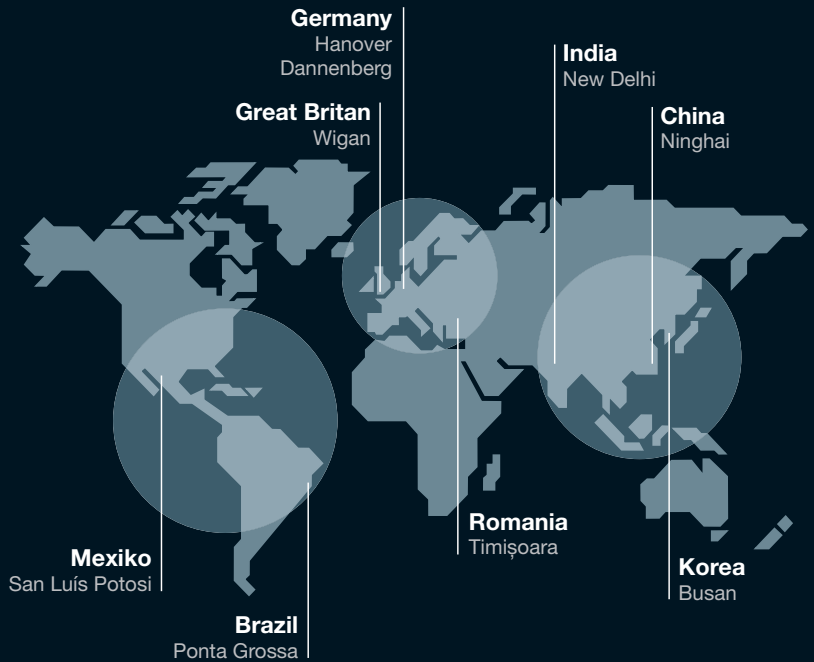 Germany
Hanover
Dannenberg
India
New Delhi
Great Britan
Wigan
China
Ninghai
Romania
Timișoara
Mexiko
San Luís Potosi
Korea
Busan
Brazil
Ponta Grossa